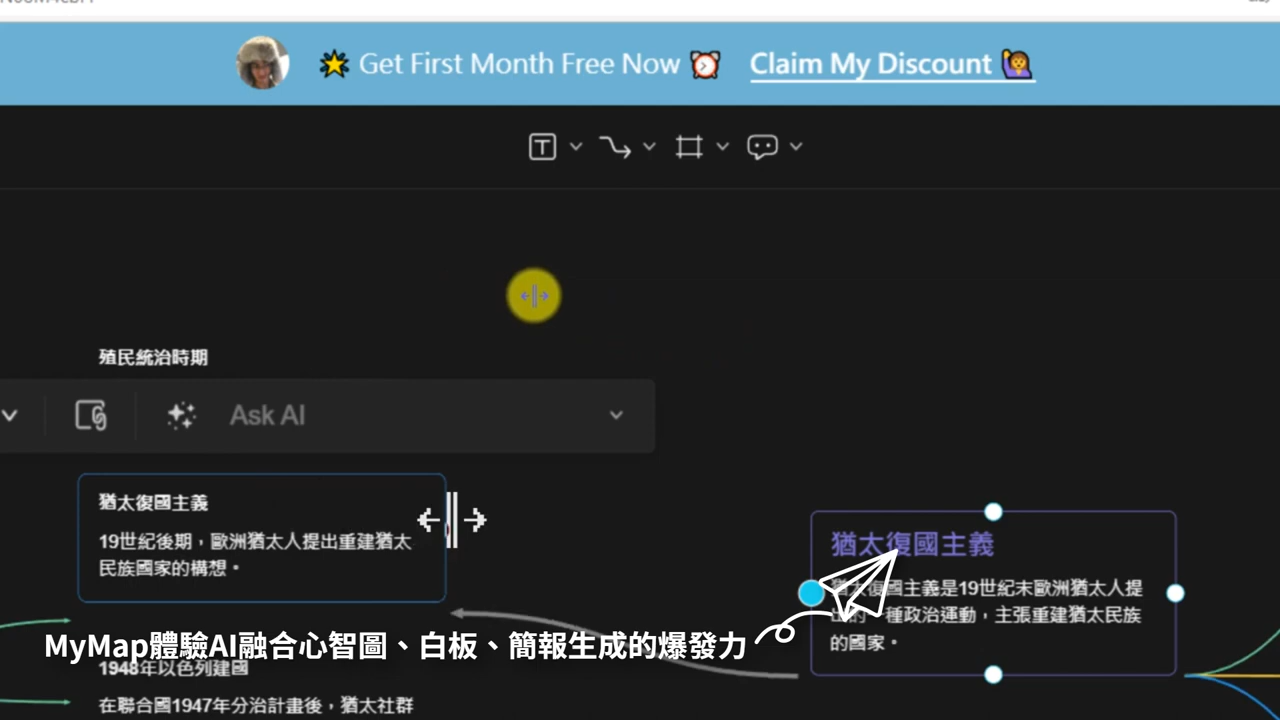 Get First Month Free Now
Claim My Discount
殖民統治時期
Ask AI
猶太復國主義
19世紀後期，歐洲猶太人提出重建猶太
民族國家的構想。
猶太復國主義
猶太復國主義是19世紀末歐洲猶太人提
出的一種政治運動，主張重建猶太民族
的國家。
MyMap體驗AI融合心智圖、白板、簡報生成的爆發力
1948年以色列建國
在聯合國1947年分治計畫後，猶太社群